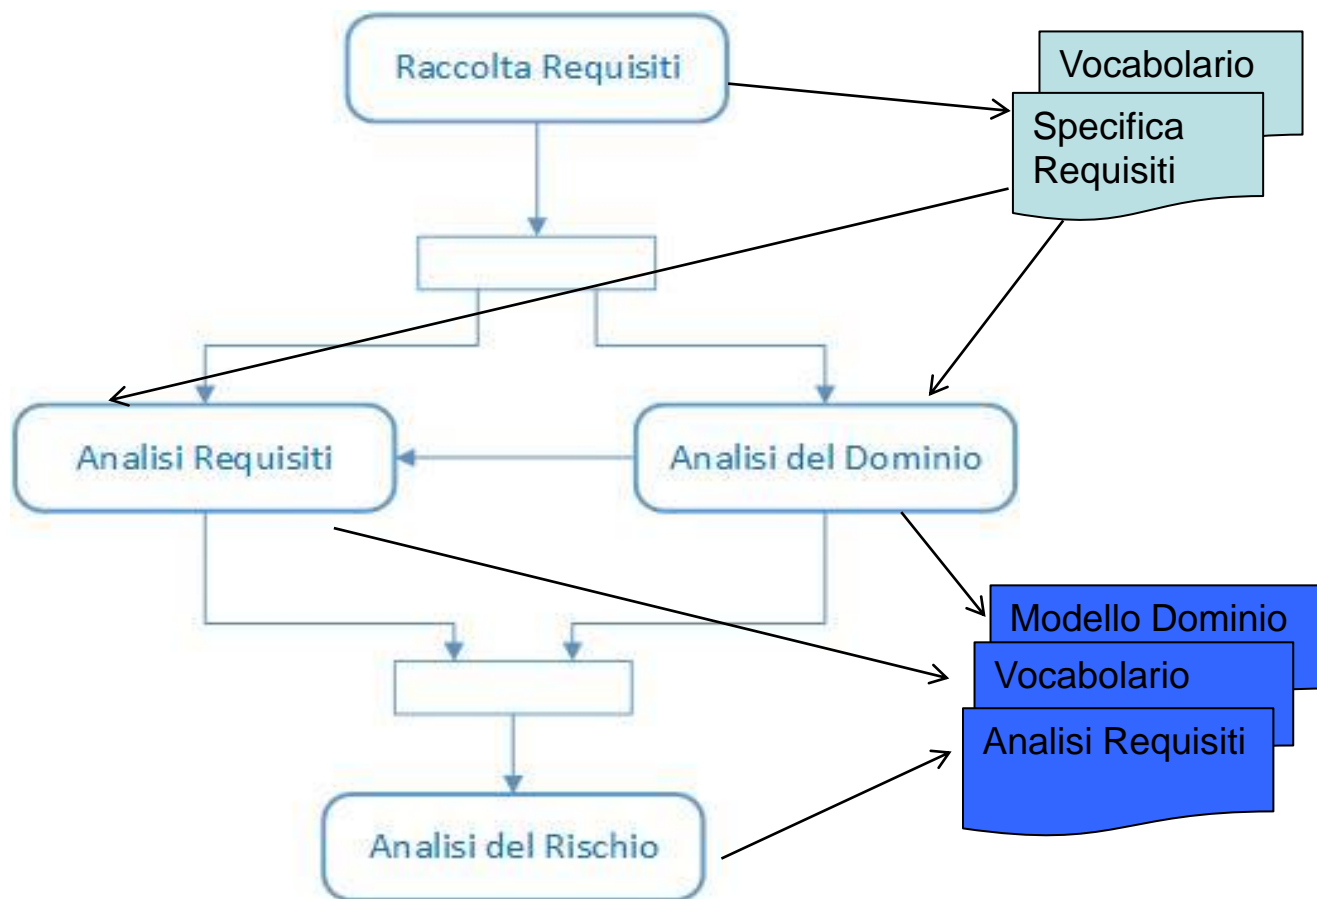 Raccolta Requisiti
Vocabolario
Specifica
Requisiti
Analisi Requisiti
Analisi del Dominio
Modello Dominio
Vocabolario
Analisi Requisiti
Analisi del Rischio